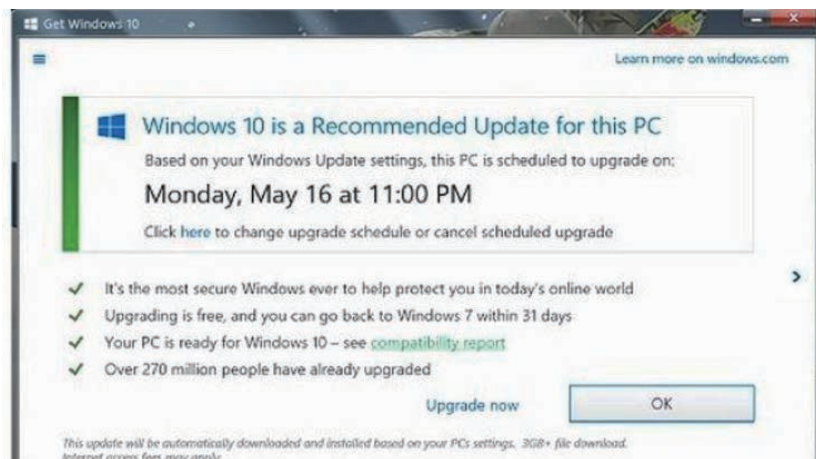 Get Windows 10
Learn more on windows.com
Windows 10 is a Recommended Update for this PC
Based on your Windows Update settings, this PC is scheduled to upgrade on:
Monday, May 16 at 11:00 PM
Click here to change upgrade schedule or cancel scheduled upgrade
It's the most secure Windows ever to help protect you in today's online world
Upgrading is free, and you can go back to Windows 7 within 31 days
Your PC is ready for Windows 10 – see compatibility report
Over 270 million people have already upgraded
Upgrade now
OK
This update will be automatically downloaded and installed based on your PCs settings. 3GB+ file download.
Internet access fees may apply.